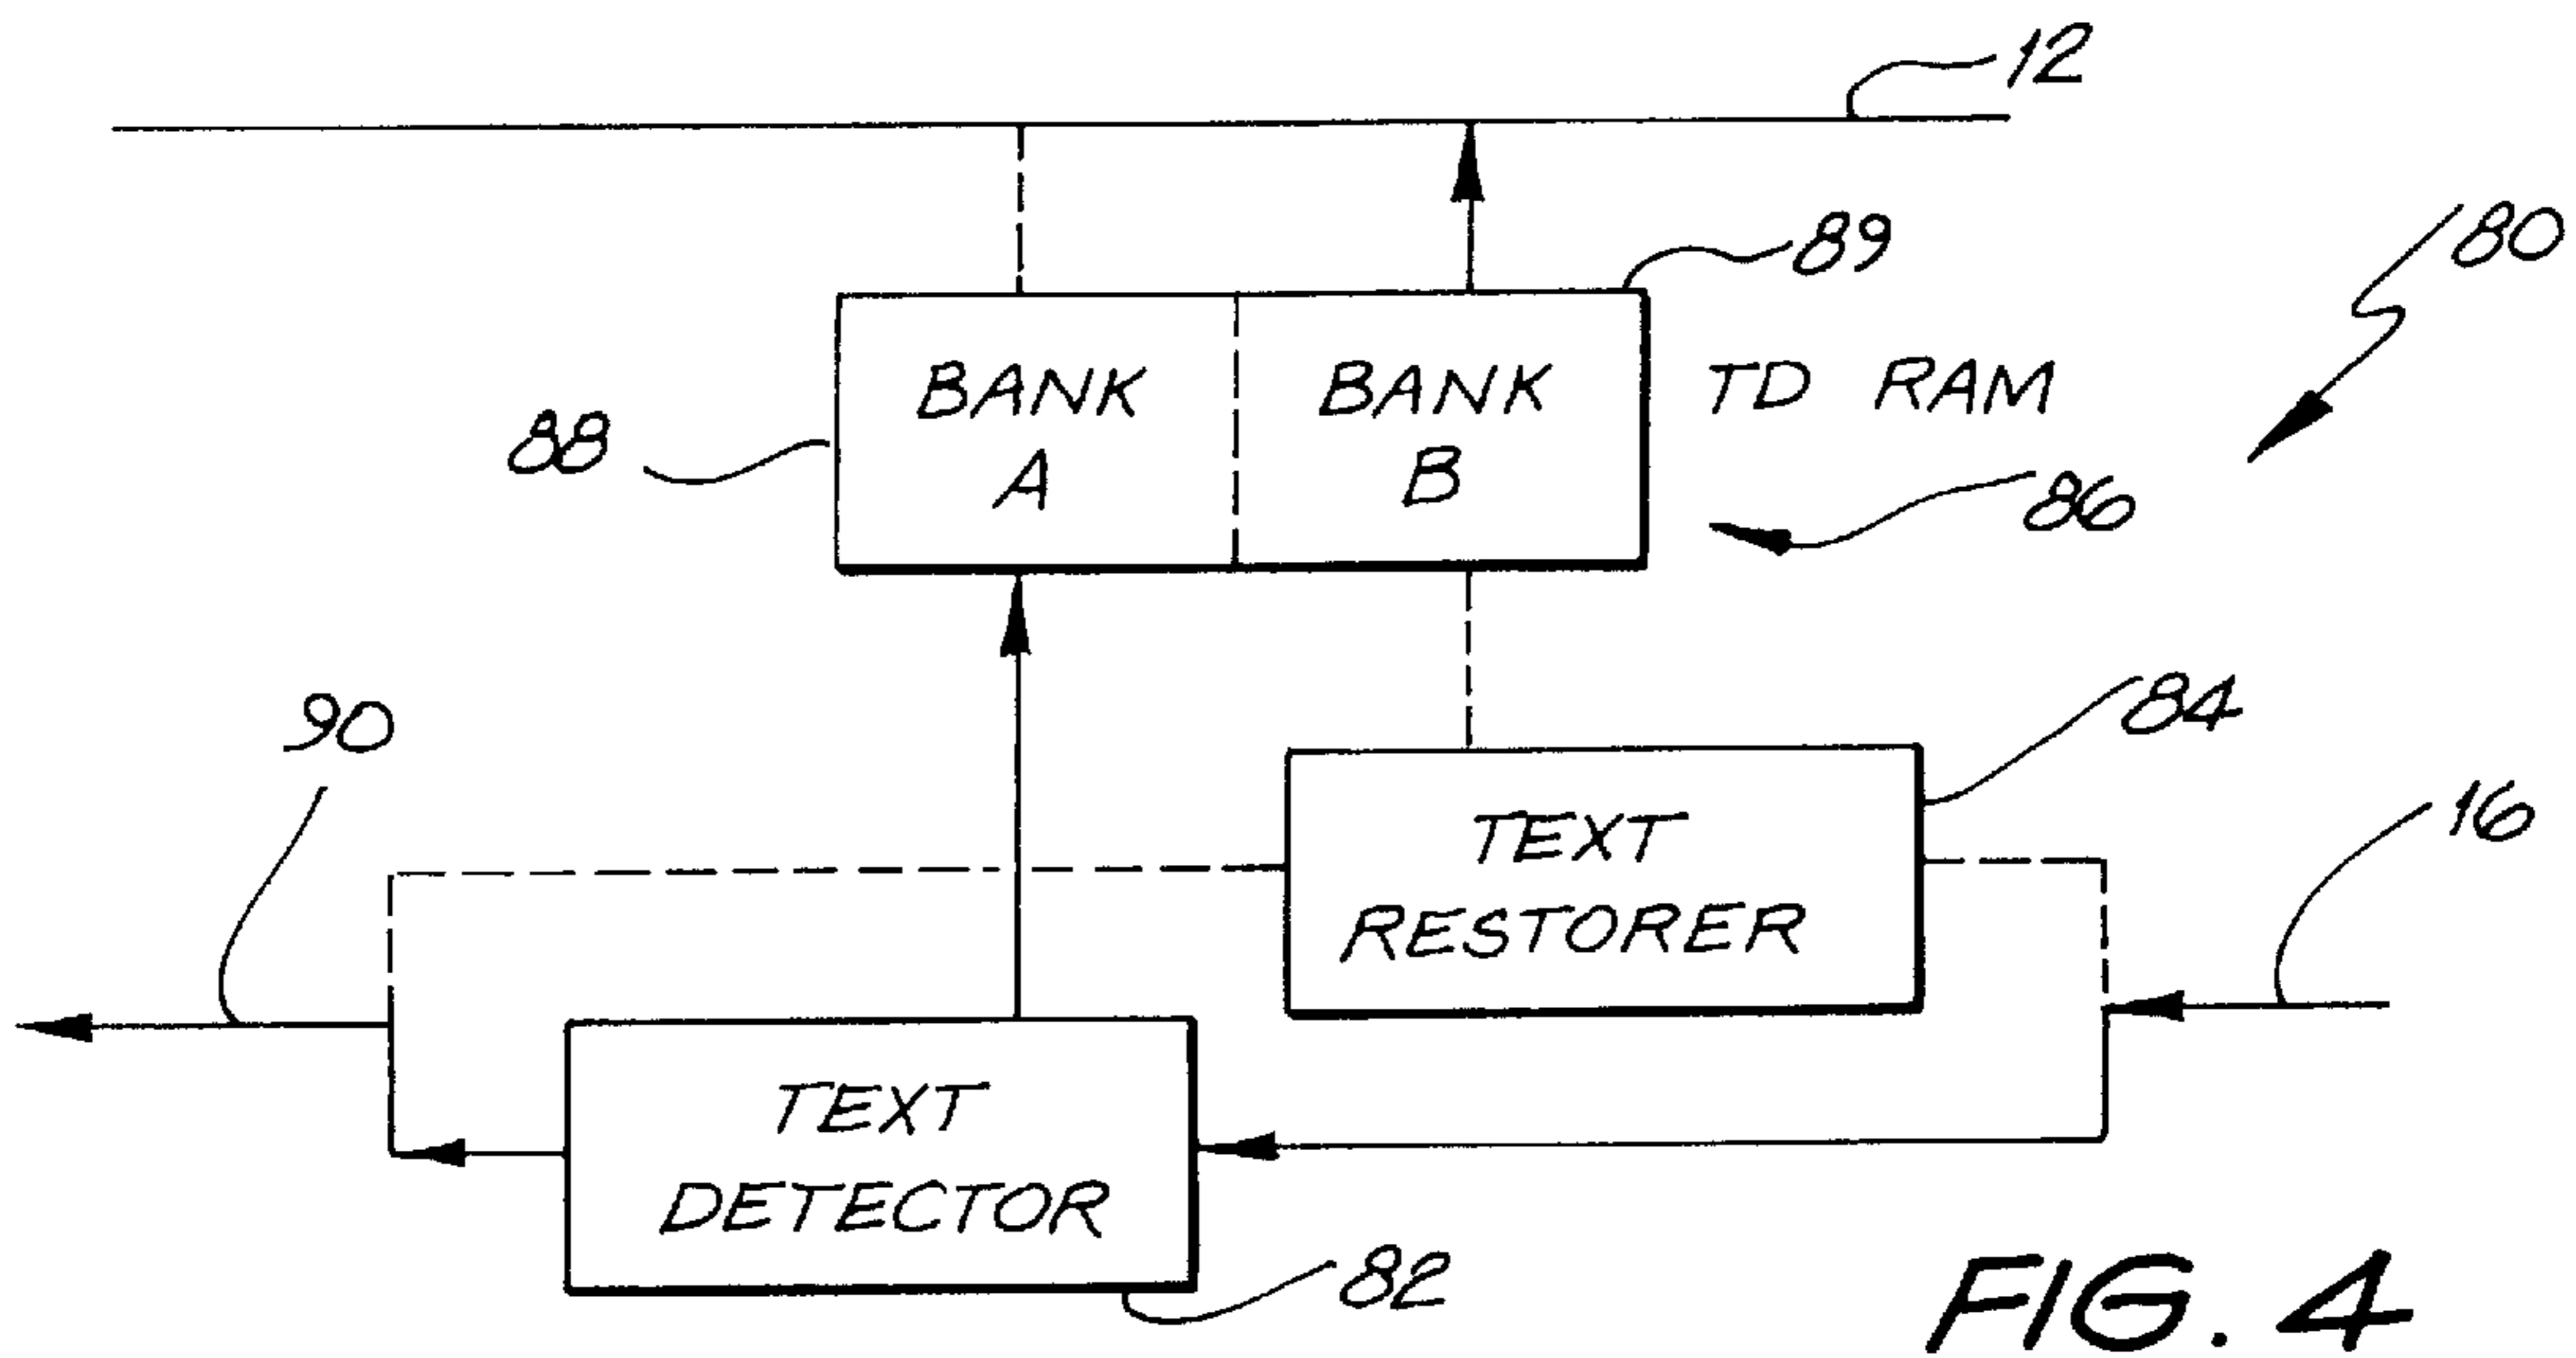 12
80
89
BANK
A
BANK
B
TD RAM
88
86
90
84
TEXT
RESTORER
16
TEXT
DETECTOR
82
FIG. 4